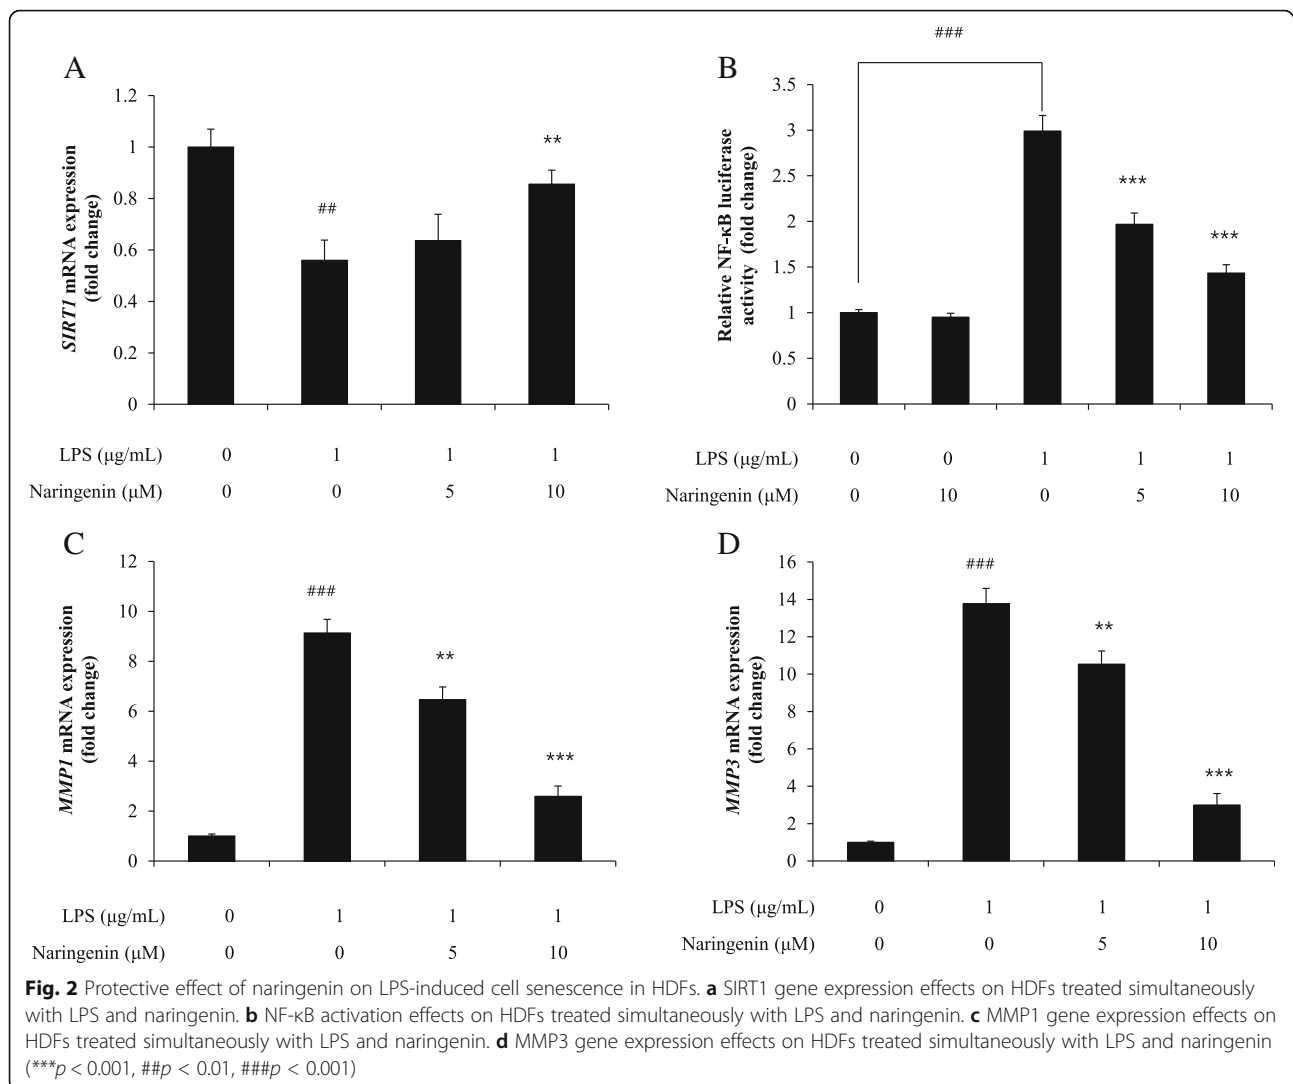 A
1.2
1
0.8
0.6
0.4
0.2
0
SIRT1 mRNA expression
(fold change)
##
**
LPS (μg/mL) 0 1 1 1
Naringenin (μM) 0 0 5 10
B
###
3.5
3
2.5
2
1.5
1
0.5
0
Relative NF-κB luciferase
activity (fold change)
***
***
LPS (μg/mL) 0 0 1 1 1
Naringenin (μM) 0 10 0 5 10
C
12
10
8
6
4
2
0
MMP1 mRNA expression
(fold change)
###
**
***
LPS (μg/mL) 0 1 1 1
Naringenin (μM) 0 0 5 10
D
16
14
12
10
8
6
4
2
0
MMP3 mRNA expression
(fold change)
###
**
***
LPS (μg/mL) 0 1 1 1
Naringenin (μM) 0 0 5 10
Fig. 2 Protective effect of naringenin on LPS-induced cell senescence in HDFs. a SIRT1 gene expression effects on HDFs treated simultaneously
with LPS and naringenin. b NF-κB activation effects on HDFs treated simultaneously with LPS and naringenin. c MMP1 gene expression effects on
HDFs treated simultaneously with LPS and naringenin. d MMP3 gene expression effects on HDFs treated simultaneously with LPS and naringenin
(***p < 0.001, ##p < 0.01, ###p < 0.001)